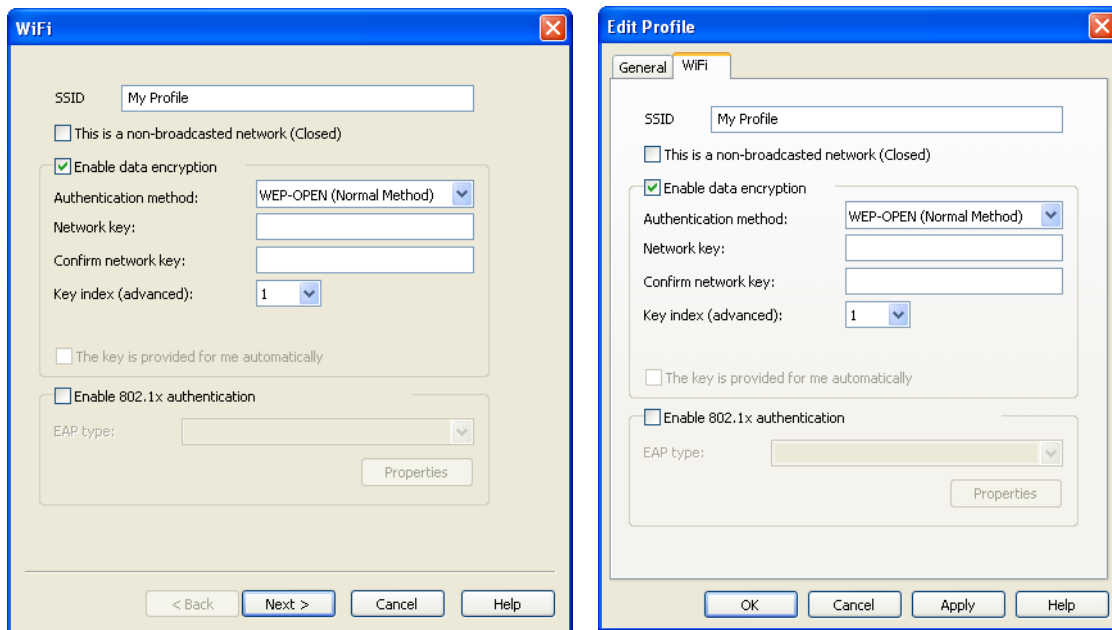 WiFi
SSID My Profile
This is a non-broadcasted network (Closed)
Enable data encryption
Authentication method: WEP-OPEN (Normal Method)
Network key:
Confirm network key:
Key index (advanced): 1
The key is provided for me automatically
Enable 802.1x authentication
EAP type:
Properties
< Back Next > Cancel Help
Edit Profile
General WiFi
SSID My Profile
This is a non-broadcasted network (Closed)
Enable data encryption
Authentication method: WEP-OPEN (Normal Method)
Network key:
Confirm network key:
Key index (advanced): 1
The key is provided for me automatically
Enable 802.1x authentication
EAP type:
Properties
OK Cancel Apply Help